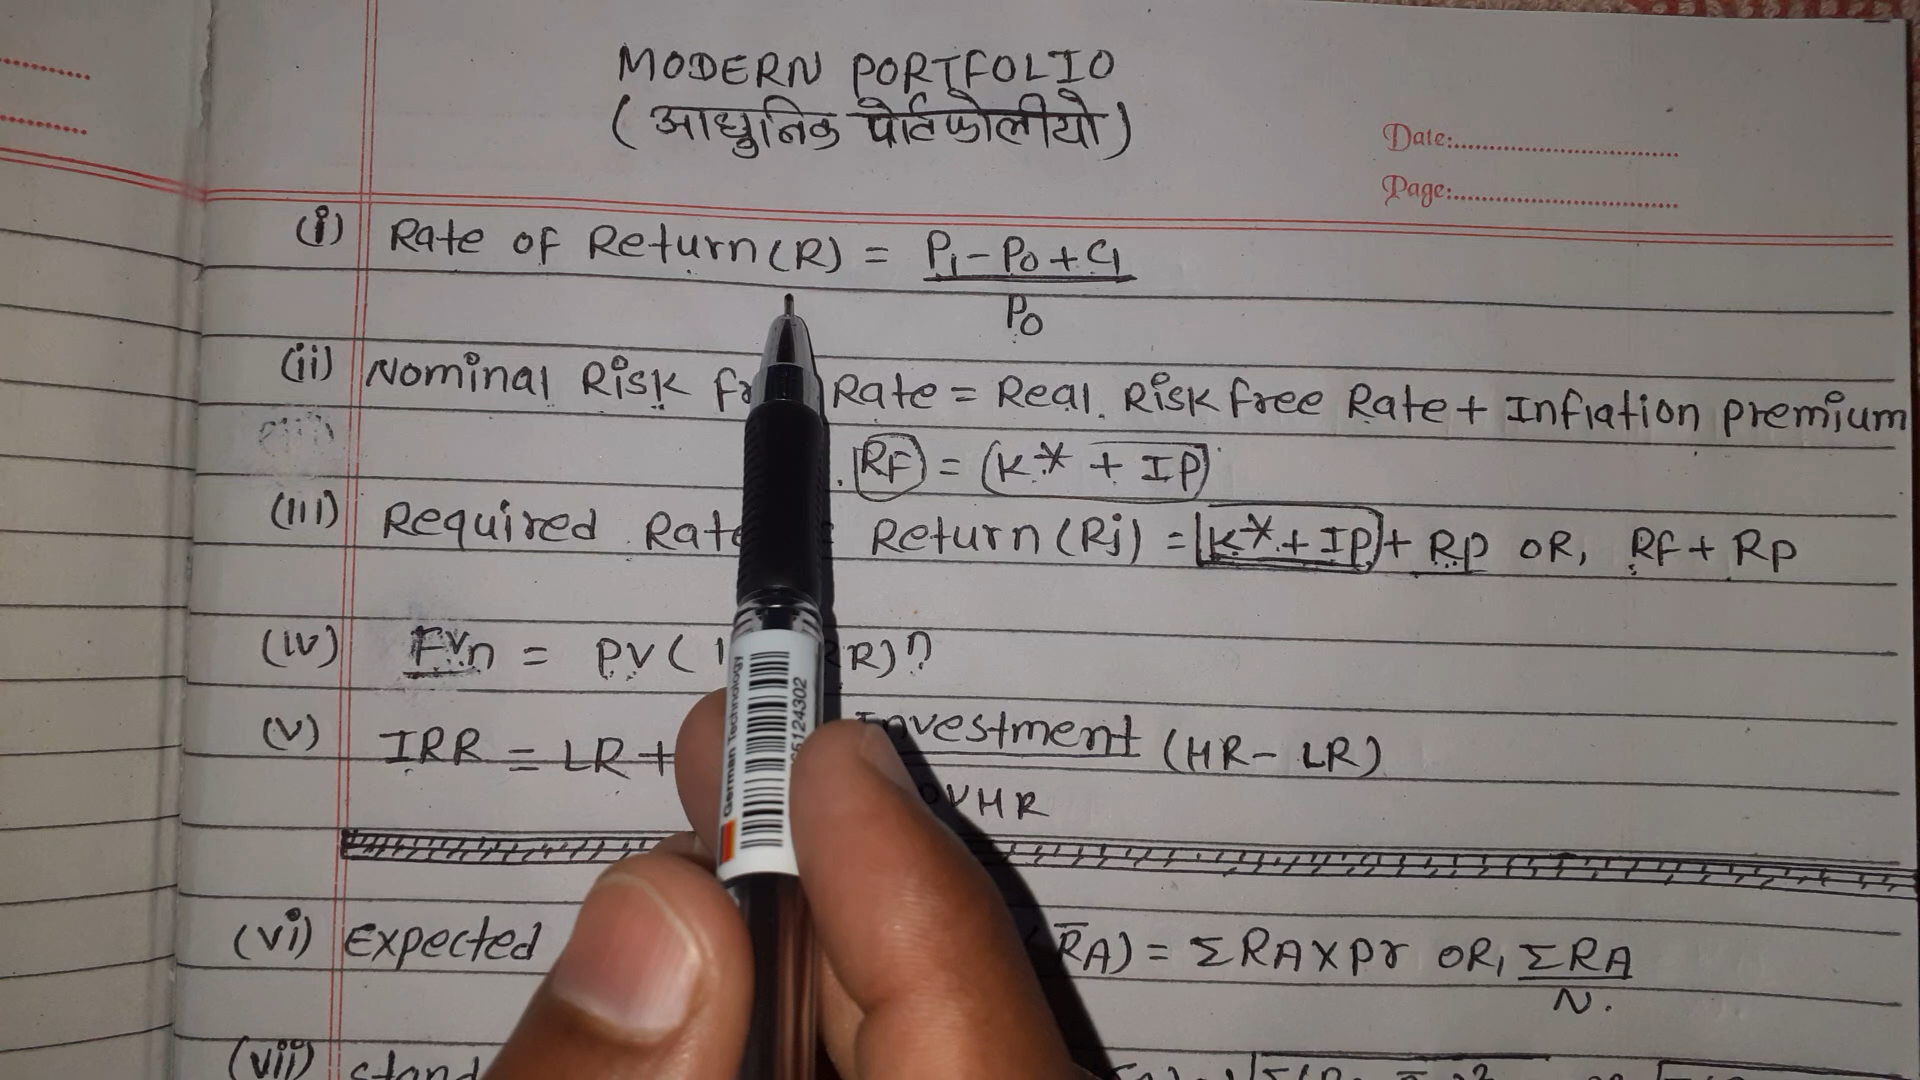 MODERN PORTFOLIO
(आधुनिक पोर्टफोलीयो)
Date:
Page:
(i) Rate of Return (R) = P1 - P0 + C1
P0
(ii) Nominal Risk Rate = Real Risk free Rate + Inflation premium
RF = (K* + IP)
(iii) Required Rate Return (Rj) = K* + IP + RP OR, RF + RP
(iv) FVn = PV(1 R)n
(v) IRR = LR + Investment (HR - LR)
HR
(vi) Expected (R̄A) = ΣRA x Pr OR, ΣRA
N.
(vii)
German Technology